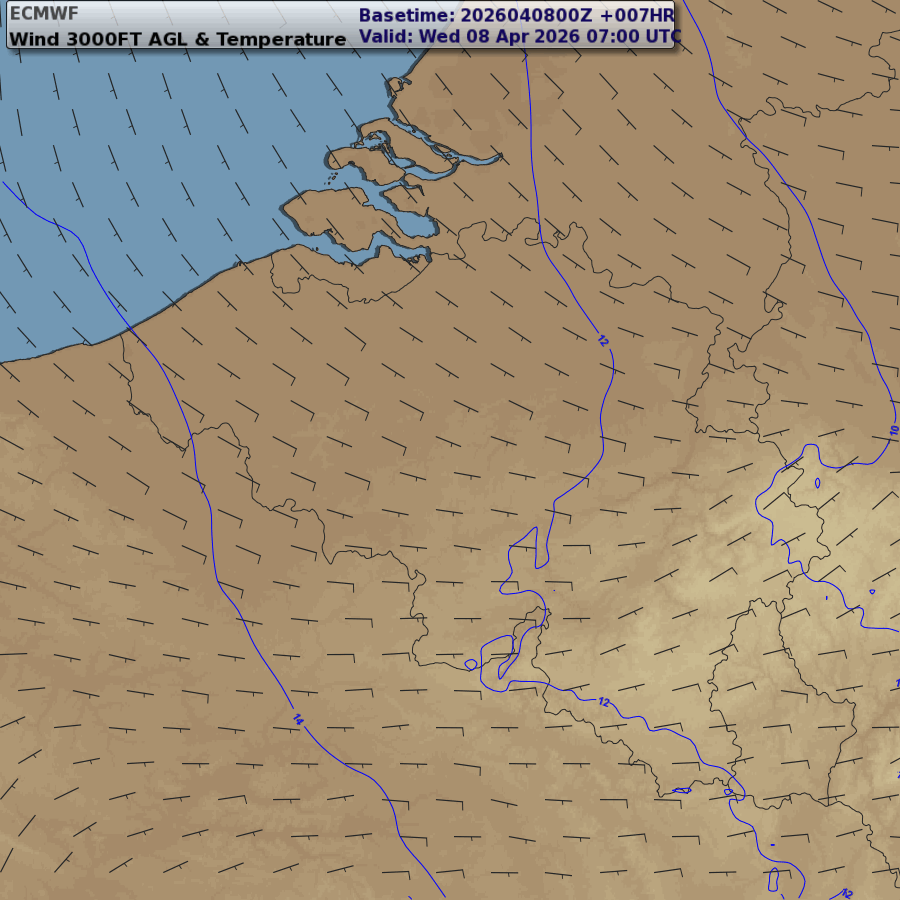 ECMWF
Wind 3000FT AGL & Temperature
Basetime: 2026040800Z +007HR
Valid: Wed 08 Apr 2026 07:00 UTC
12
10
12
14
12